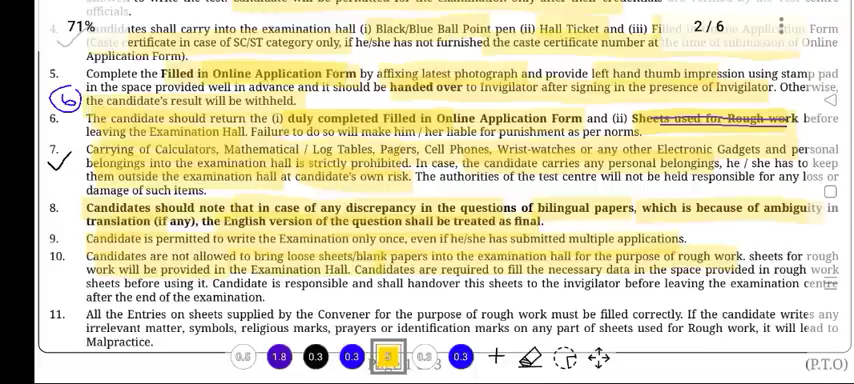 71%
2 / 6
officials.
4. Candidates shall carry into the examination hall (i) Black/Blue Ball Point pen (ii) Hall Ticket and (iii) Filled in Online Application Form
(Caste certificate in case of SC/ST category only, if he/she has not furnished the caste certificate number at the time of submission of Online
Application Form).
5. Complete the Filled in Online Application Form by affixing latest photograph and provide left hand thumb impression using stamp pad
in the space provided well in advance and it should be handed over to Invigilator after signing in the presence of Invigilator. Otherwise,
the candidate's result will be withheld.
6
6. The candidate should return the (i) duly completed Filled in Online Application Form and (ii) Sheets used for Rough work before
leaving the Examination Hall. Failure to do so will make him / her liable for punishment as per norms.
7. Carrying of Calculators, Mathematical / Log Tables, Pagers, Cell Phones, Wrist-watches or any other Electronic Gadgets and personal
belongings into the examination hall is strictly prohibited. In case, the candidate carries any personal belongings, he / she has to keep
them outside the examination hall at candidate's own risk. The authorities of the test centre will not be held responsible for any loss or
damage of such items.
8. Candidates should note that in case of any discrepancy in the questions of bilingual papers, which is because of ambiguity in
translation (if any), the English version of the question shall be treated as final.
9. Candidate is permitted to write the Examination only once, even if he/she has submitted multiple applications.
10. Candidates are not allowed to bring loose sheets/blank papers into the examination hall for the purpose of rough work. sheets for rough
work will be provided in the Examination Hall. Candidates are required to fill the necessary data in the space provided in rough work
sheets before using it. Candidate is responsible and shall handover this sheets to the invigilator before leaving the examination centre
after the end of the examination.
11. All the Entries on sheets supplied by the Convener for the purpose of rough work must be filled correctly. If the candidate writes any
irrelevant matter, symbols, religious marks, prayers or identification marks on any part of sheets used for Rough work, it will lead to
Malpractice.
0.5 1.8 0.3 0.3 5 0.3 0.3
(P.T.O)